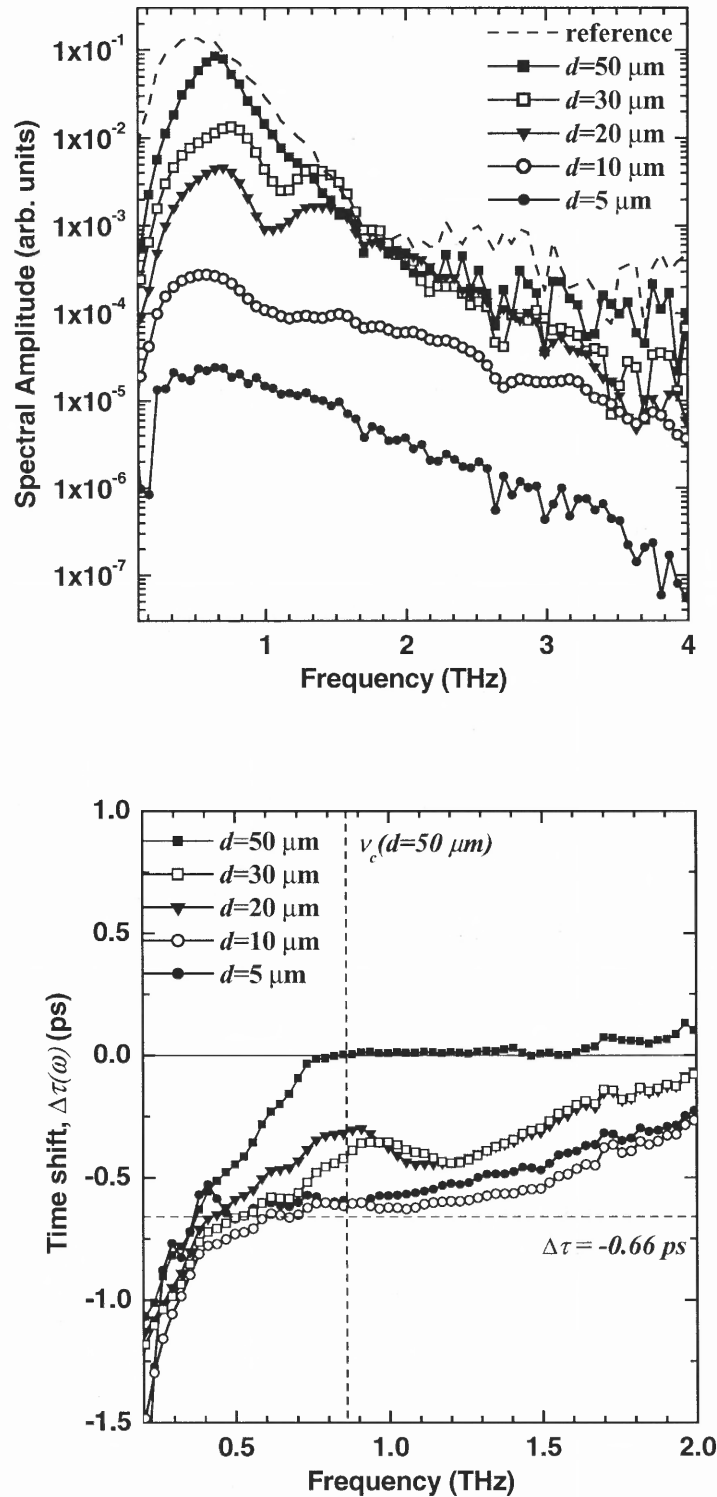 1x10⁻¹
1x10⁻²
1x10⁻³
1x10⁻⁴
1x10⁻⁵
1x10⁻⁶
1x10⁻⁷
Spectral Amplitude (arb. units)
reference
d=50 μm
d=30 μm
d=20 μm
d=10 μm
d=5 μm
1 2 3 4
Frequency (THz)
1.0
0.5
0.0
-0.5
-1.0
-1.5
Time shift, Δτ(ω) (ps)
d=50 μm
d=30 μm
d=20 μm
d=10 μm
d=5 μm
ν_c(d=50 μm)
Δτ = -0.66 ps
0.5 1.0 1.5 2.0
Frequency (THz)